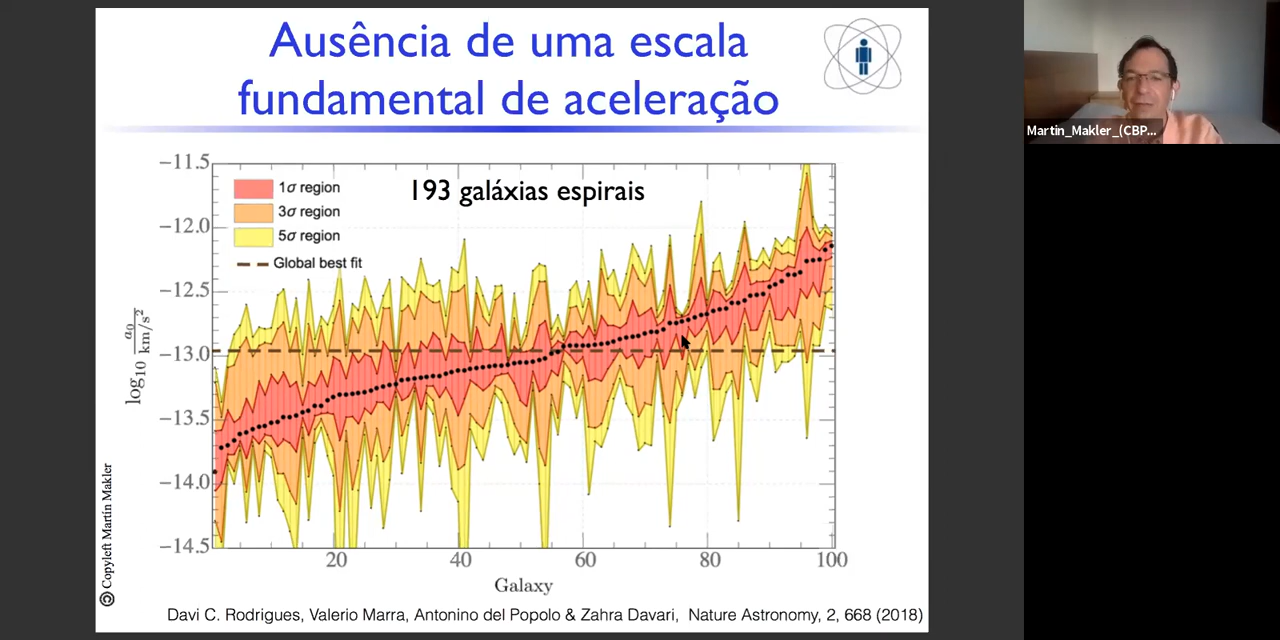 Ausência de uma escala
fundamental de aceleração
193 galáxias espirais
1σ region
3σ region
5σ region
Global best fit
−11.5
−12.0
−12.5
−13.0
−13.5
−14.0
−14.5
log10 a0 / km/s²
20
40
60
80
100
Galaxy
© Copyleft Martín Makler
Davi C. Rodrigues, Valerio Marra, Antonino del Popolo & Zahra Davari, Nature Astronomy, 2, 668 (2018)
Martin_Makler_(CBP...